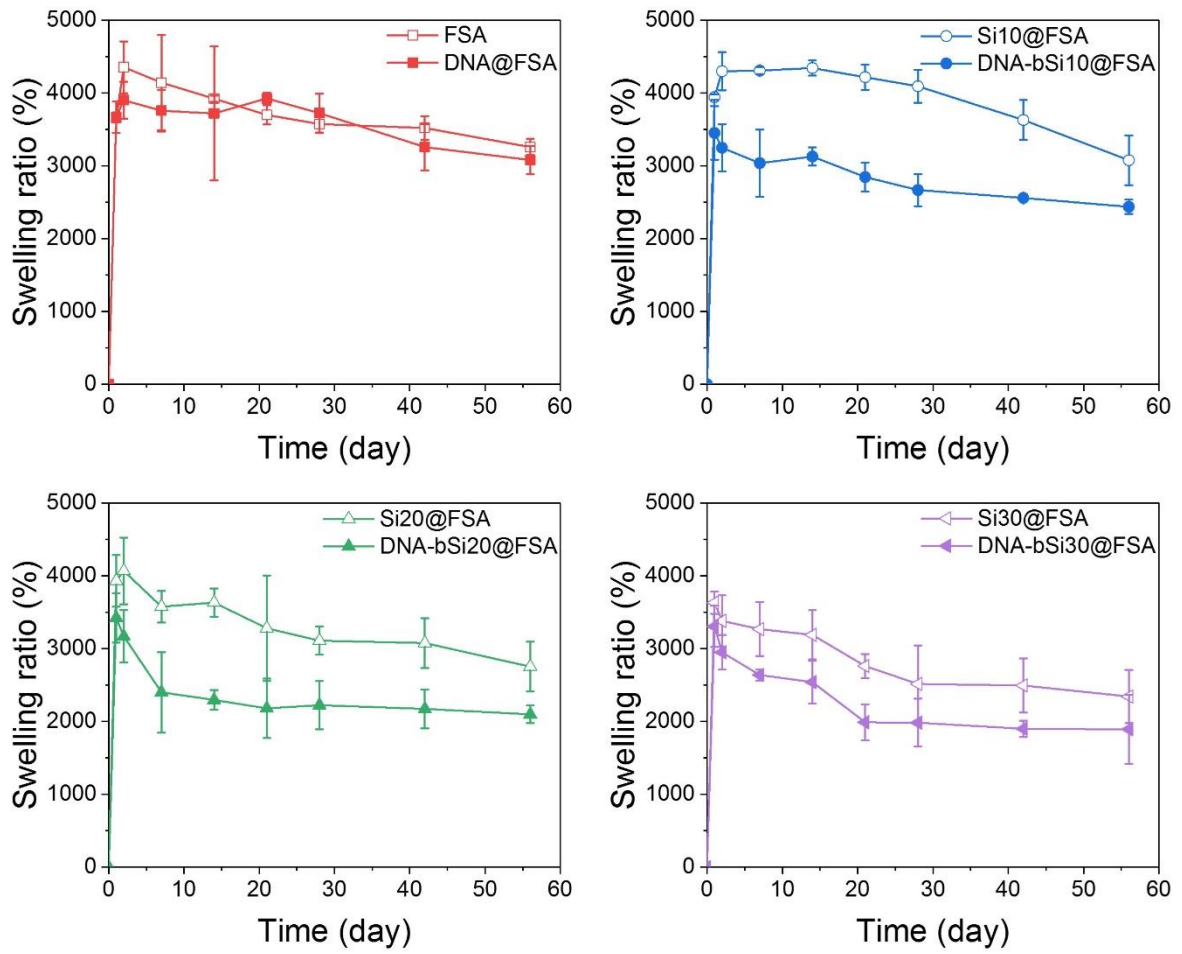 5000
4000
3000
2000
1000
0
Swelling ratio (%)
FSA
DNA@FSA
0 10 20 30 40 50 60
Time (day)
5000
4000
3000
2000
1000
0
Swelling ratio (%)
Si10@FSA
DNA-bSi10@FSA
0 10 20 30 40 50 60
Time (day)
5000
4000
3000
2000
1000
0
Swelling ratio (%)
Si20@FSA
DNA-bSi20@FSA
0 10 20 30 40 50 60
Time (day)
5000
4000
3000
2000
1000
0
Swelling ratio (%)
Si30@FSA
DNA-bSi30@FSA
0 10 20 30 40 50 60
Time (day)